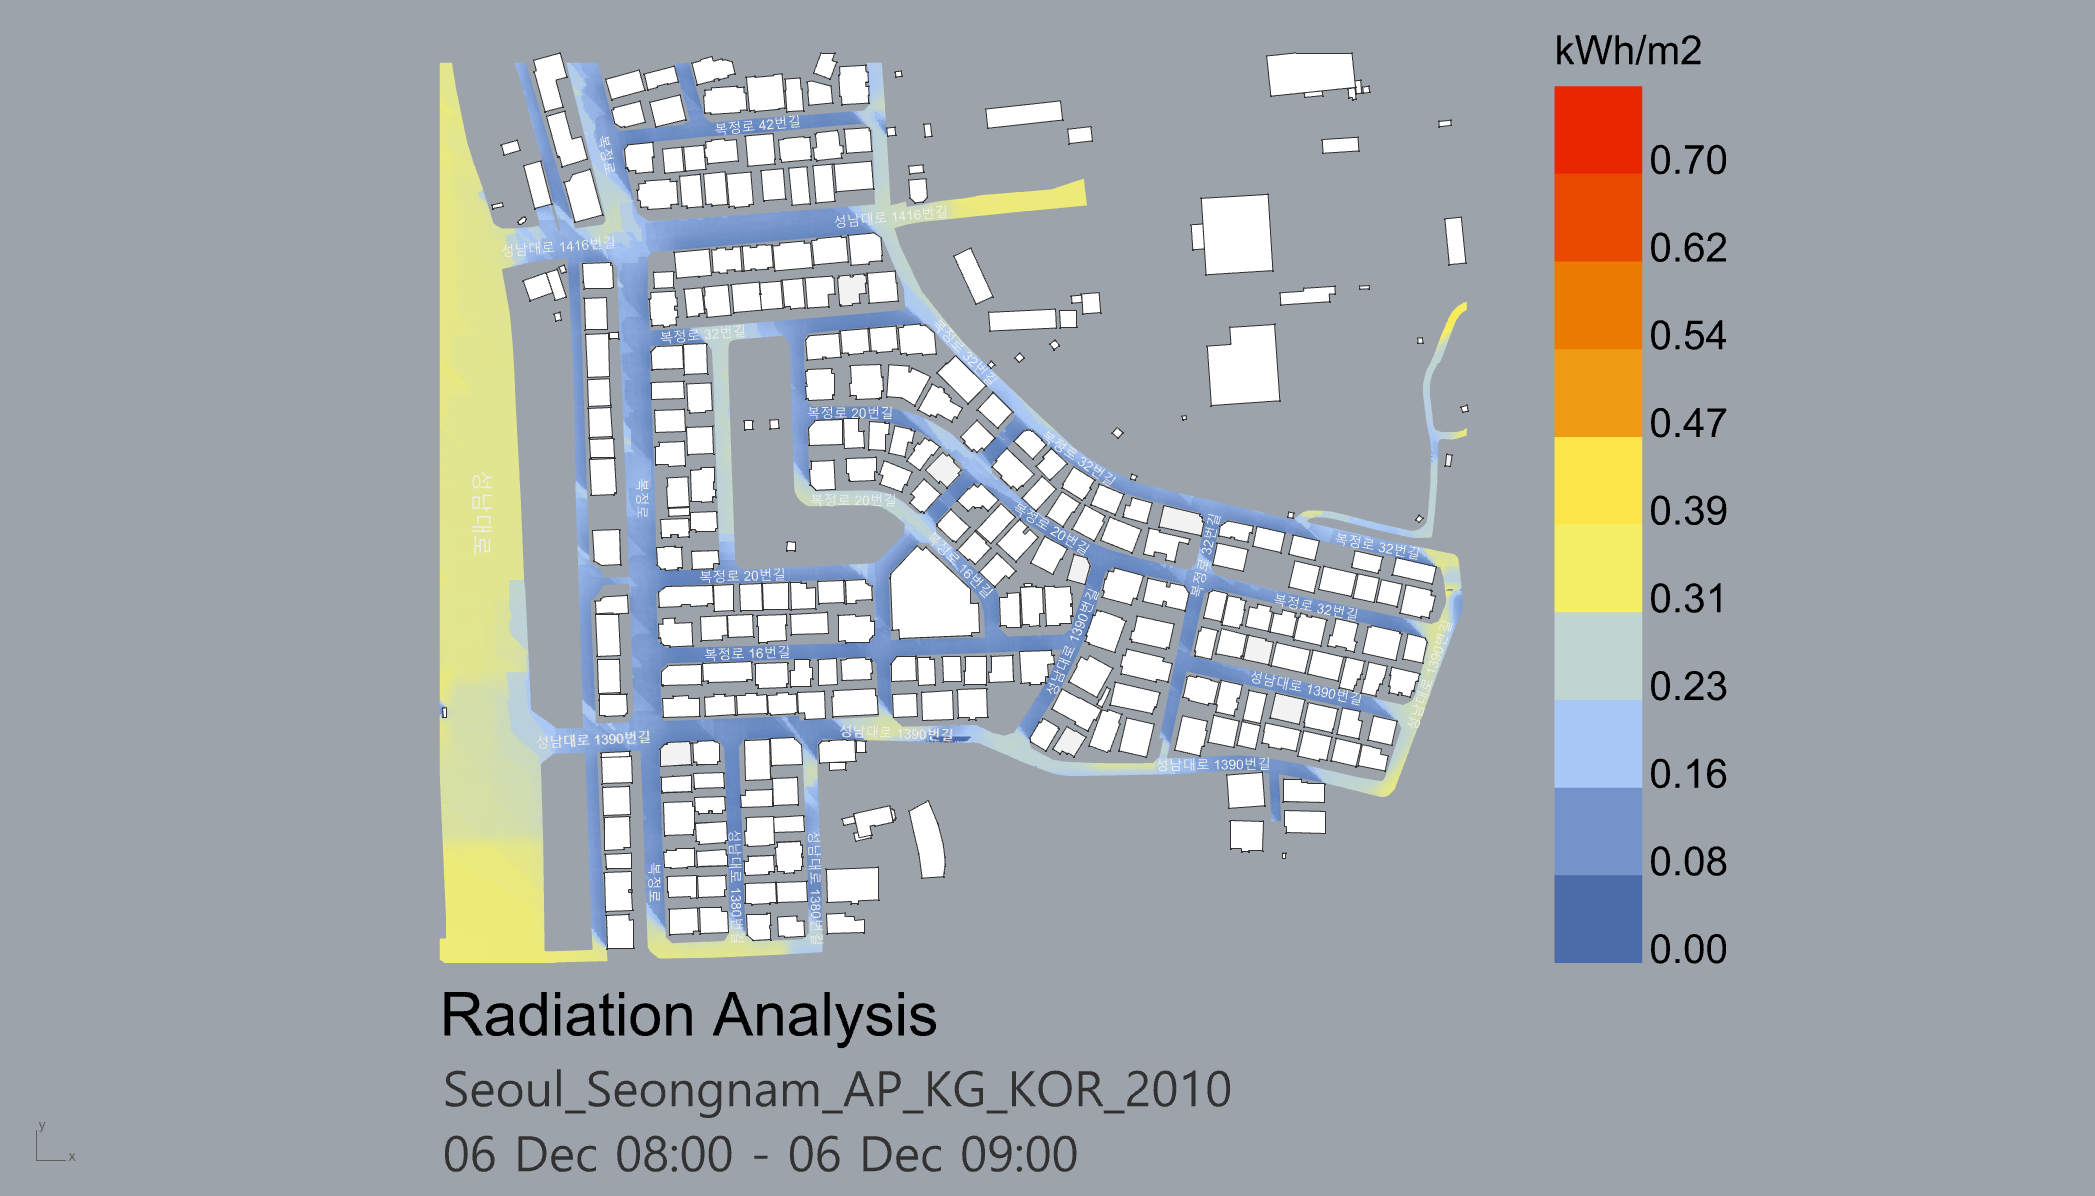 kWh/m2
0.70
0.62
0.54
0.47
0.39
0.31
0.23
0.16
0.08
0.00
복정로 42번길
복정로
성남대로 1416번길
성남대로 1416번길
복정로 32번길
복정로 32번길
복정로 20번길
복정로 32번길
성남대로
복정로
복정로 20번길
복정로 20번길
복정로 32번길
복정로 32번길
복정로 16번길
복정로 20번길
복정로 32번길
성남대로 1390번길
복정로 16번길
성남대로 1390번길
성남대로 1390번길
성남대로 1390번길
성남대로 1390번길
성남대로 1390번길
성남대로 1390번길
복정로
성남대로 1380번길
성남대로 1380번길
Radiation Analysis
Seoul_Seongnam_AP_KG_KOR_2010
06 Dec 08:00 - 06 Dec 09:00
y
x